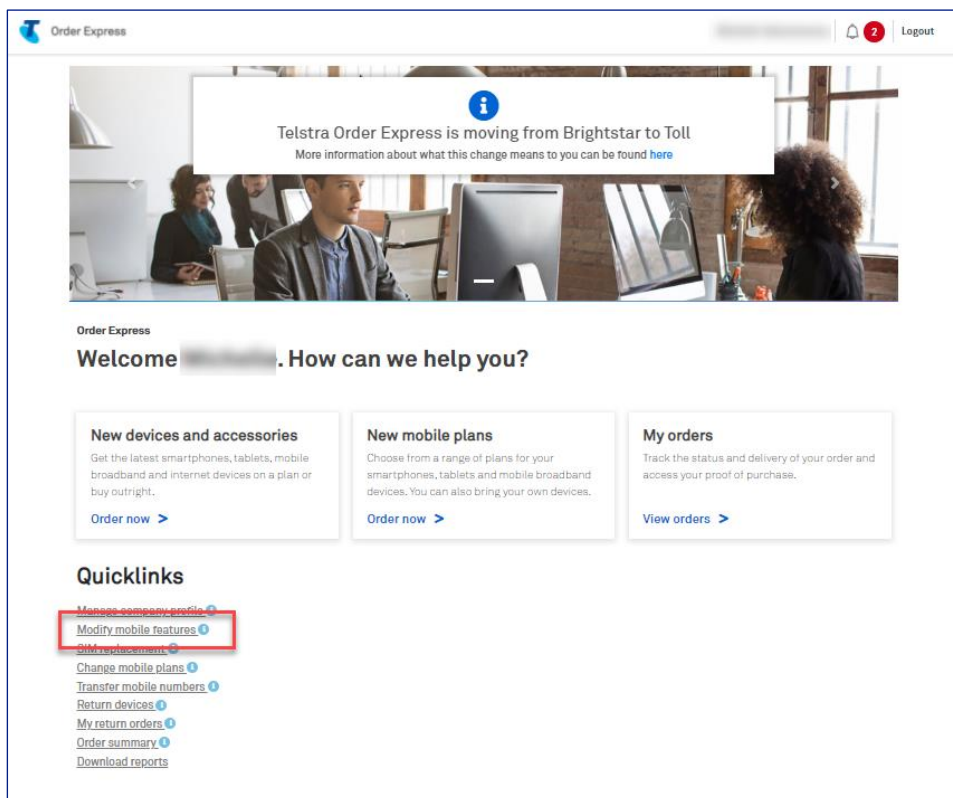 Order Express
2
Logout
Telstra Order Express is moving from Brightstar to Toll
More information about what this change means to you can be found here
Order Express
Welcome . How can we help you?
New devices and accessories
Get the latest smartphones, tablets, mobile
broadband and internet devices on a plan or
buy outright.
Order now >
New mobile plans
Choose from a range of plans for your
smartphones, tablets and mobile broadband
devices. You can also bring your own devices.
Order now >
My orders
Track the status and delivery of your order and
access your proof of purchase.
View orders >
Quicklinks
Manage company profile
Modify mobile features
SIM replacement
Change mobile plans
Transfer mobile numbers
Return devices
My return orders
Order summary
Download reports